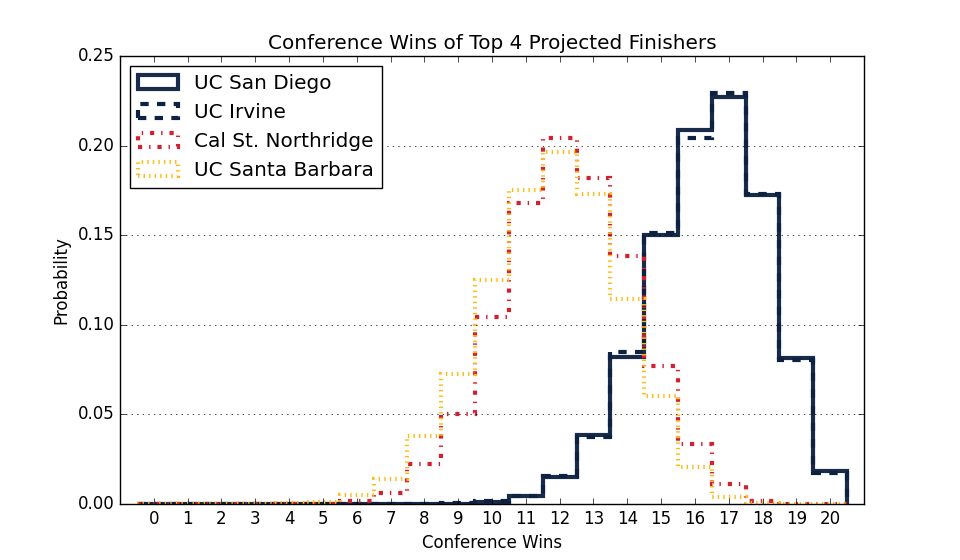 Conference Wins of Top 4 Projected Finishers
0.25
0.20
0.15
0.10
0.05
0.00
Probability
UC San Diego
UC Irvine
Cal St. Northridge
UC Santa Barbara
0 1 2 3 4 5 6 7 8 9 10 11 12 13 14 15 16 17 18 19 20
Conference Wins